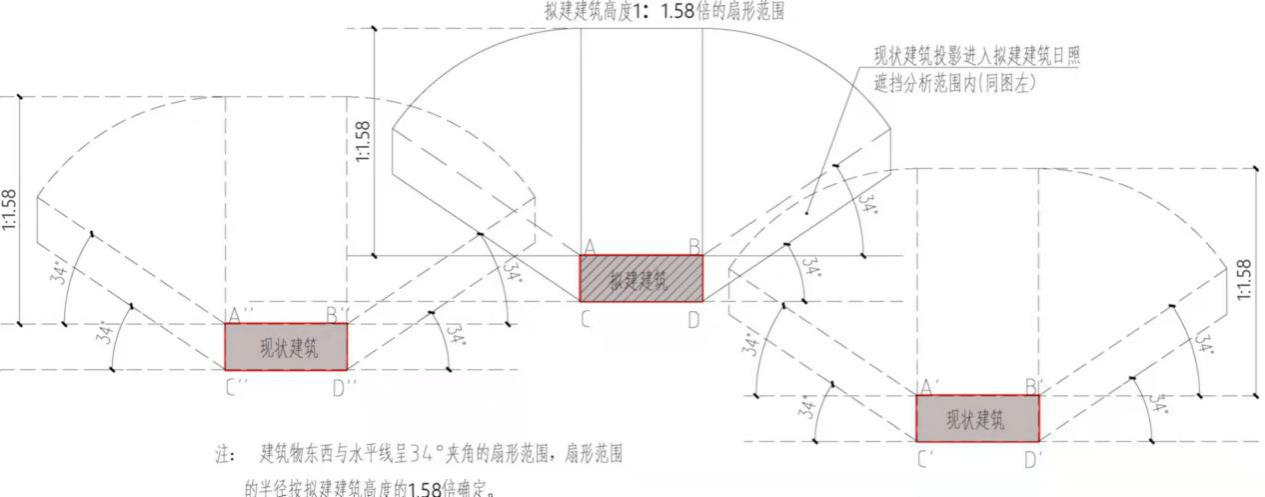 拟建建筑高度1：1.58倍的扇形范围
现状建筑投影进入拟建建筑日照
遮挡分析范围内(同图左)
1:1.58
1:1.58
1:1.58
34°
34°
34°
34°
34°
34°
34°
34°
34°
34°
A
B
拟建建筑
C
D
A''
B''
现状建筑
C''
D''
A'
B'
现状建筑
C'
D'
注： 建筑物东西与水平线呈34°夹角的扇形范围，扇形范围
的半径按拟建建筑高度的1.58倍确定。